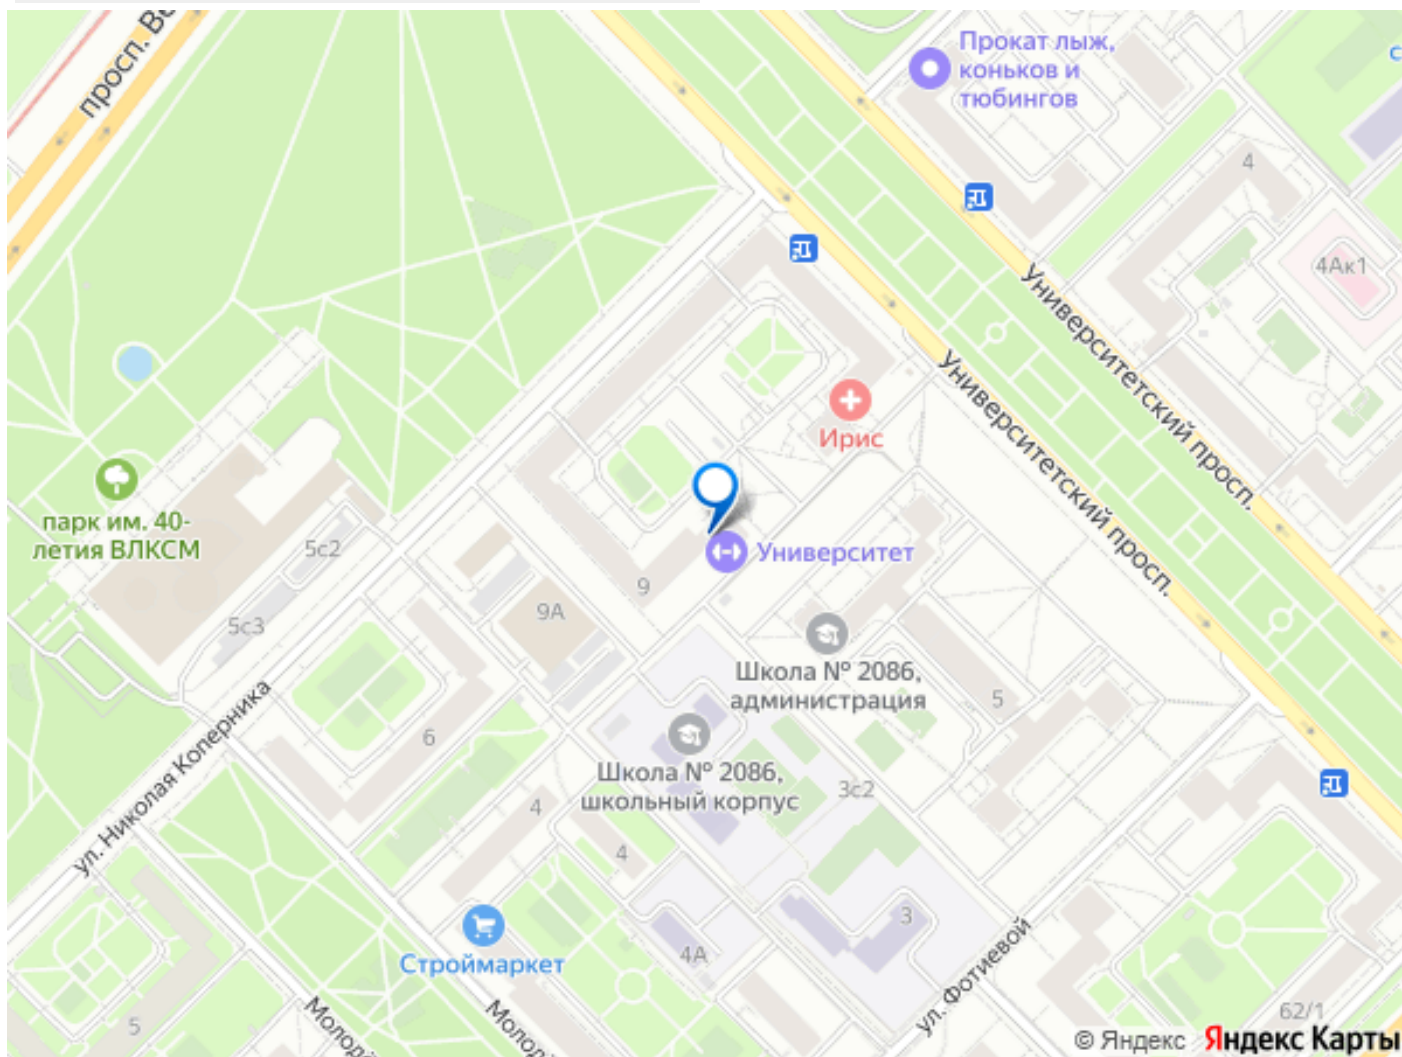 просп. Ве
Прокат лыж,
коньков и
тюбингов
с
4
4Ак1
Университетский просп.
Университетский просп.
Ирис
парк им. 40-
летия ВЛКСМ
5с2
5с3
Университет
9
9А
Школа № 2086,
администрация
5
6
ул. Николая Коперника
Школа № 2086,
школьный корпус
3с2
4
4
3
4А
Строймаркет
ул. Фотиевой
62/1
5
Молодё
Молодё
© Яндекс Яндекс Карты